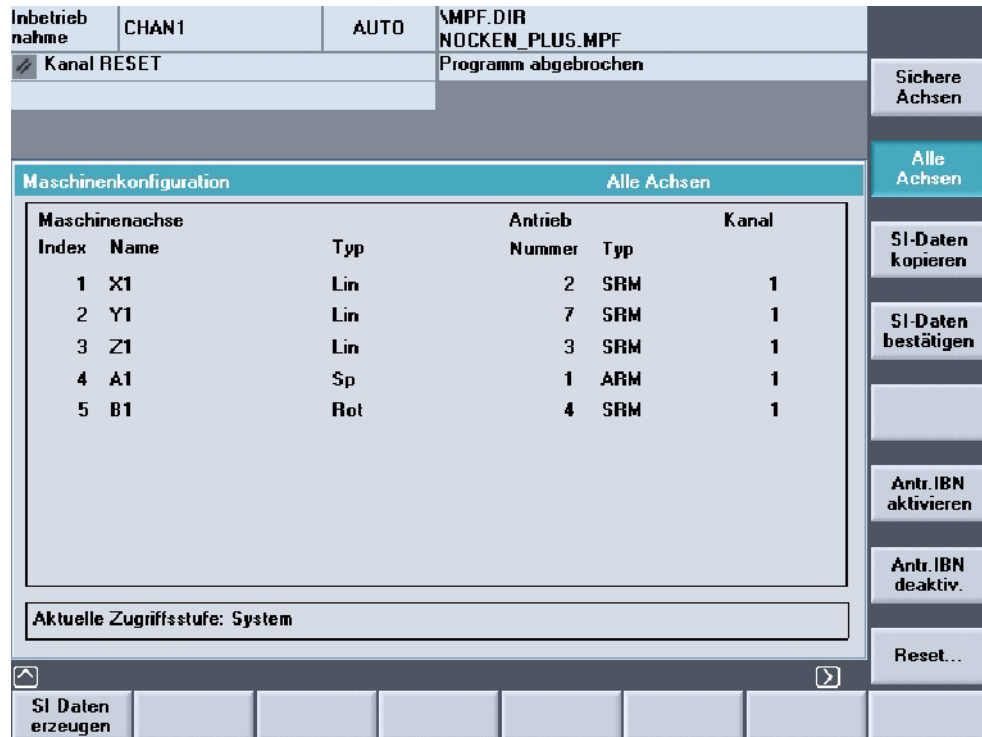 Inbetrieb
nahme
CHAN1
AUTO
\MPF.DIR
NOCKEN_PLUS.MPF
Kanal RESET
Programm abgebrochen
Maschinenkonfiguration Alle Achsen
Maschinenachse Antrieb Kanal
Index Name Typ Nummer Typ
1 X1 Lin 2 SRM 1
2 Y1 Lin 7 SRM 1
3 Z1 Lin 3 SRM 1
4 A1 Sp 1 ARM 1
5 B1 Rot 4 SRM 1
Aktuelle Zugriffsstufe: System
Sichere
Achsen
Alle
Achsen
SI-Daten
kopieren
SI-Daten
bestätigen
Antr.IBN
aktivieren
Antr.IBN
deaktiv.
Reset...
SI Daten
erzeugen